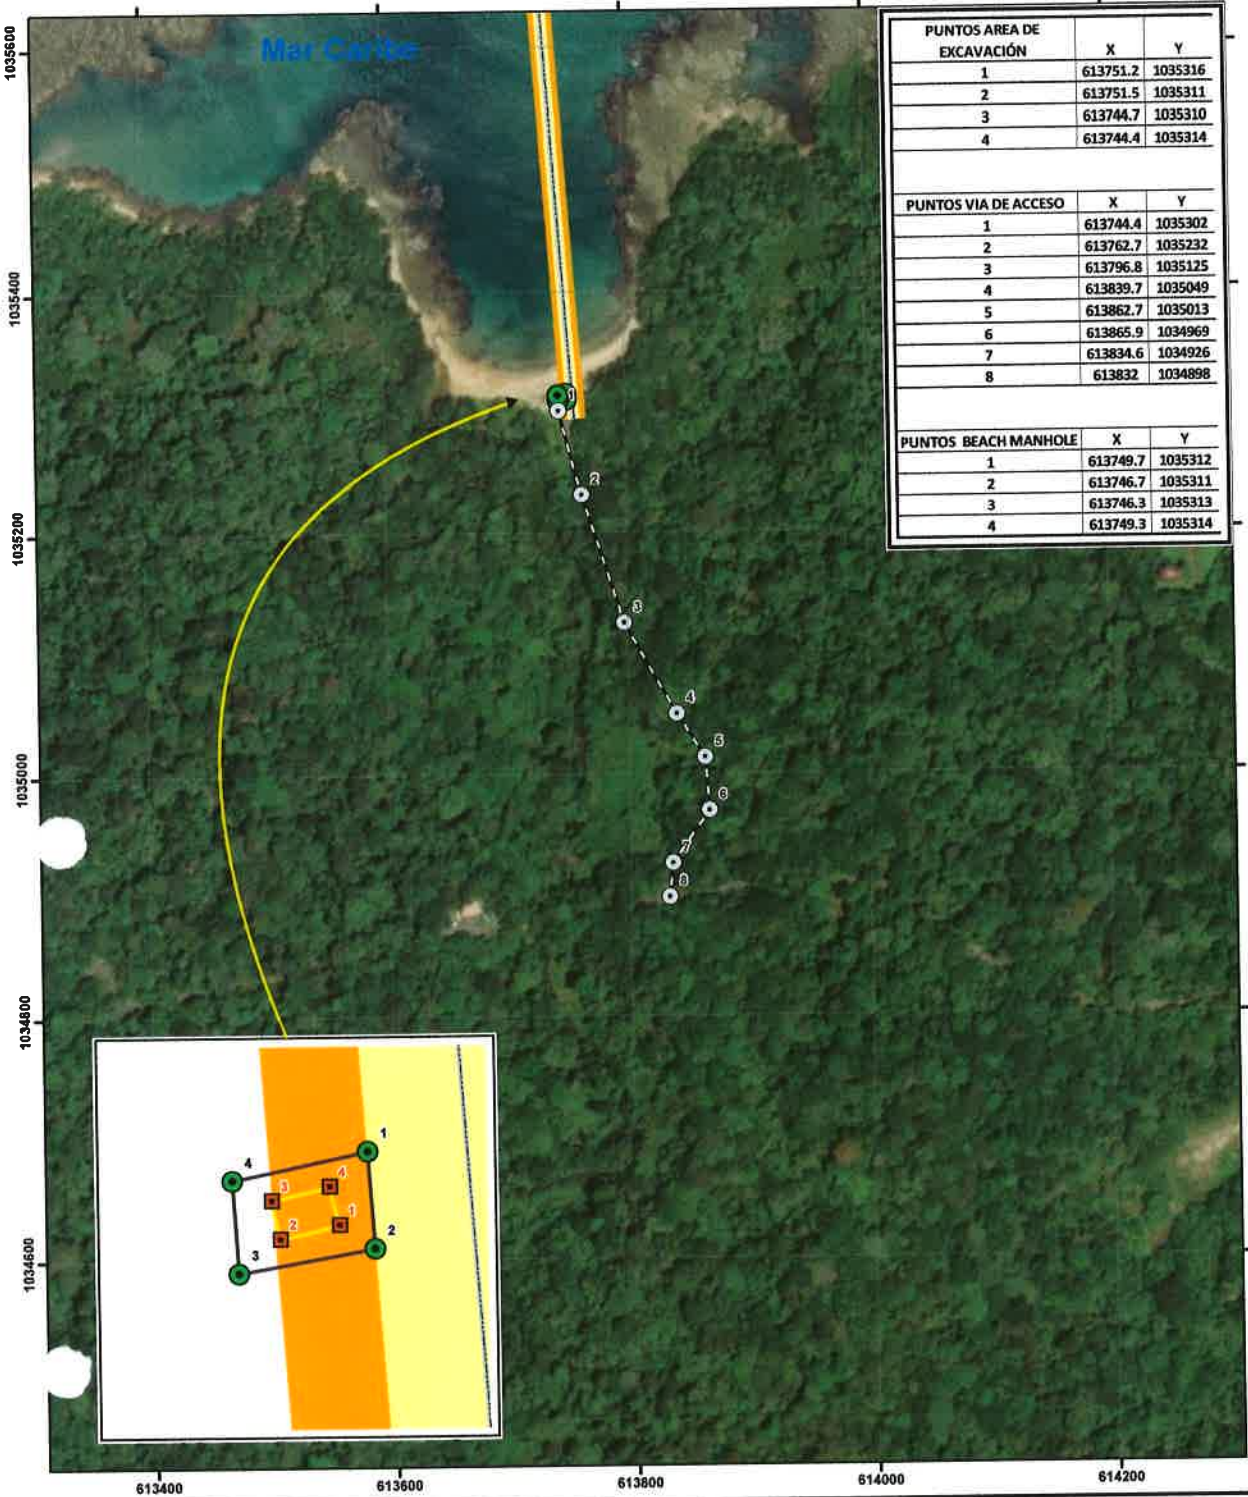 Mar Caribe
PUNTOS AREA DE
EXCAVACIÓN X Y
1 613751.2 1035316
2 613751.5 1035311
3 613744.7 1035310
4 613744.4 1035314
PUNTOS VIA DE ACCESO X Y
1 613744.4 1035302
2 613762.7 1035232
3 613796.8 1035125
4 613839.7 1035049
5 613862.7 1035013
6 613865.9 1034969
7 613834.6 1034926
8 613832 1034898
PUNTOS BEACH MANHOLE X Y
1 613749.7 1035312
2 613746.7 1035311
3 613746.3 1035313
4 613749.3 1035314
1035600
1035400
1035200
1035000
1034800
1034600
1
2
3
4
5
6
7
8
1
4
3
4
2
1
2
3
613400 613600 613800 614000 614200